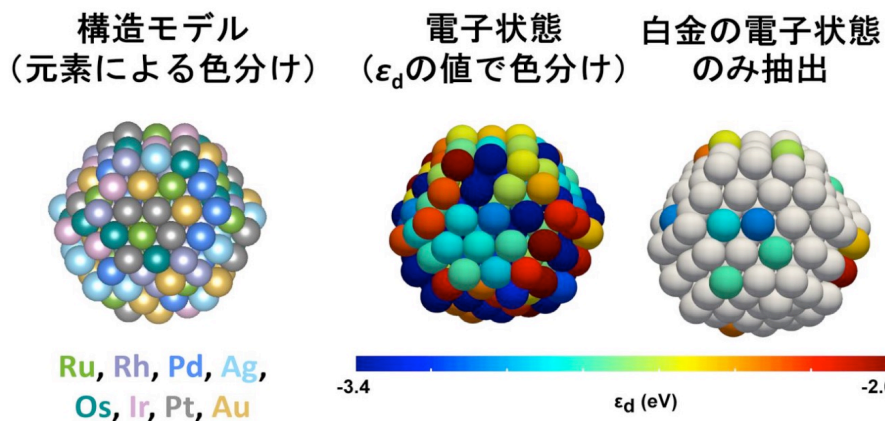 構造モデル
（元素による色分け）
電子状態
（εdの値で色分け）
白金の電子状態
のみ抽出
Ru, Rh, Pd, Ag,
Os, Ir, Pt, Au
-3.4
εd (eV)